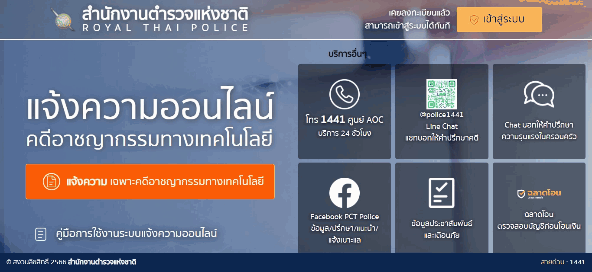 สำนักงานตำรวจแห่งชาติ
ROYAL THAI POLICE
เคยลงทะเบียนแล้ว
สามารถเข้าสู่ระบบได้ทันที
เข้าสู่ระบบ
บริการอื่นๆ
แจ้งความออนไลน์
คดีอาชญากรรมทางเทคโนโลยี
แจ้งความ เฉพาะคดีอาชญากรรมทางเทคโนโลยี
คู่มือการใช้งานระบบแจ้งความออนไลน์
โทร 1441 ศูนย์ AOC
บริการ 24 ชั่วโมง
@police1441
Line Chat
แชทบอทให้คำปรึกษาคดี
Chat บอทให้คำปรึกษา
ความรุนแรงในครอบครัว
Facebook PCT Police
ข้อมูล/ปรึกษา/แนะนำ/
แจ้งเบาะแส
ข้อมูลประชาสัมพันธ์
และเตือนภัย
ฉลาดโอน
ฉลาดโอน
ตรวจสอบบัญชีก่อนโอนเงิน
© สงวนลิขสิทธิ์ 2566 สำนักงานตำรวจแห่งชาติ
สายด่วน : 1441